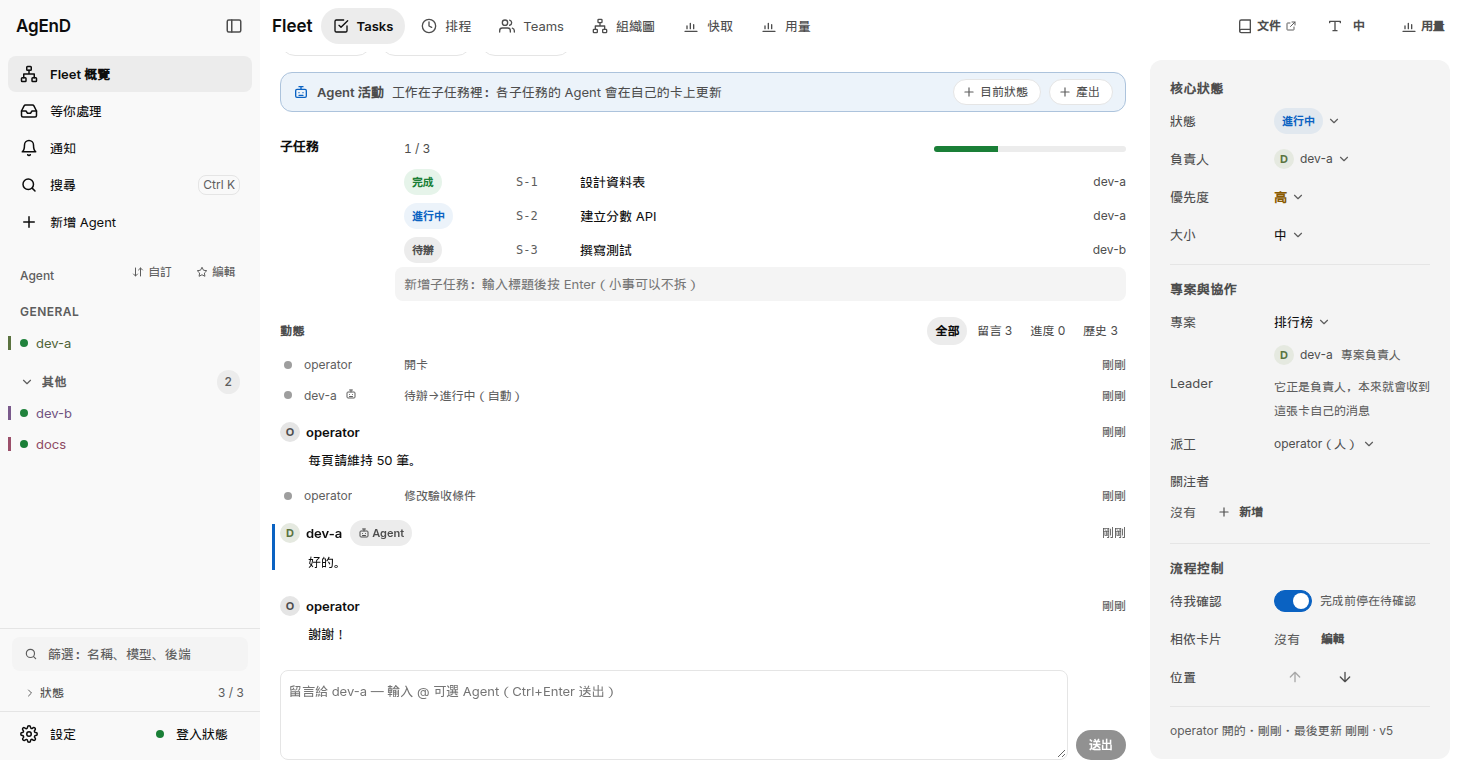 AgEnD
Fleet 概覽
等你處理
通知
搜尋 Ctrl K
新增 Agent
Agent 自訂 編輯
GENERAL
dev-a
其他 2
dev-b
docs
篩選：名稱、模型、後端
狀態 3 / 3
設定 登入狀態
Fleet Tasks 排程 Teams 組織圖 快取 用量
文件 中 用量
Agent 活動 工作在子任務裡：各子任務的 Agent 會在自己的卡上更新 目前狀態 產出
子任務 1 / 3
完成 S-1 設計資料表 dev-a
進行中 S-2 建立分數 API dev-a
待辦 S-3 撰寫測試 dev-b
新增子任務：輸入標題後按 Enter（小事可以不拆）
動態 全部 留言 3 進度 0 歷史 3
operator 開卡 剛剛
dev-a 待辦→進行中（自動） 剛剛
O operator 剛剛
每頁請維持 50 筆。
operator 修改驗收條件 剛剛
D dev-a Agent 剛剛
好的。
O operator 剛剛
謝謝！
留言給 dev-a — 輸入 @ 可選 Agent（Ctrl+Enter 送出）
送出
核心狀態
狀態 進行中
負責人 D dev-a
優先度 高
大小 中
專案與協作
專案 排行榜
D dev-a 專案負責人
Leader 它正是負責人，本來就會收到
這張卡自己的消息
派工 operator（人）
關注者
沒有 新增
流程控制
待我確認 完成前停在待確認
相依卡片 沒有 編輯
位置
operator 開的・剛剛・最後更新 剛剛 · v5